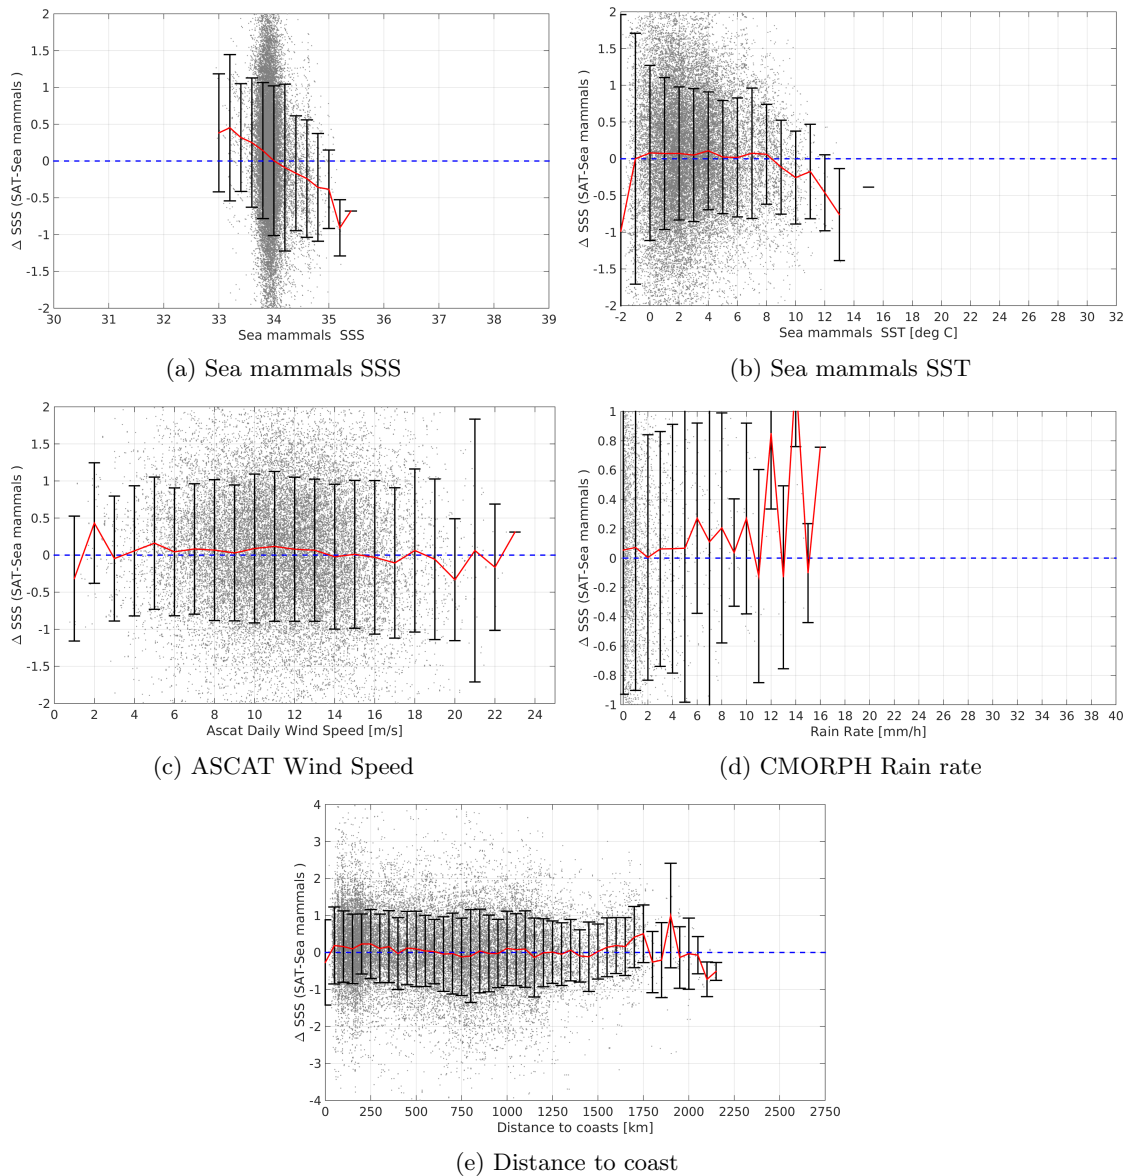 2
1.5
1
0.5
0
-0.5
-1
-1.5
-2
Δ SSS (SAT-Sea mammals )
30 31 32 33 34 35 36 37 38 39
Sea mammals SSS
(a) Sea mammals SSS
2
1.5
1
0.5
0
-0.5
-1
-1.5
-2
Δ SSS (SAT-Sea mammals )
-2 0 2 4 6 8 10 12 14 16 18 20 22 24 26 28 30 32
Sea mammals SST [deg C]
(b) Sea mammals SST
2
1.5
1
0.5
0
-0.5
-1
-1.5
-2
Δ SSS (SAT-Sea mammals )
0 2 4 6 8 10 12 14 16 18 20 22 24
Ascat Daily Wind Speed [m/s]
(c) ASCAT Wind Speed
1
0.8
0.6
0.4
0.2
0
-0.2
-0.4
-0.6
-0.8
-1
Δ SSS (SAT-Sea mammals )
0 2 4 6 8 10 12 14 16 18 20 22 24 26 28 30 32 34 36 38 40
Rain Rate [mm/h]
(d) CMORPH Rain rate
4
3
2
1
0
-1
-2
-3
-4
Δ SSS (SAT-Sea mammals )
0 250 500 750 1000 1250 1500 1750 2000 2250 2500 2750
Distance to coasts [km]
(e) Distance to coast